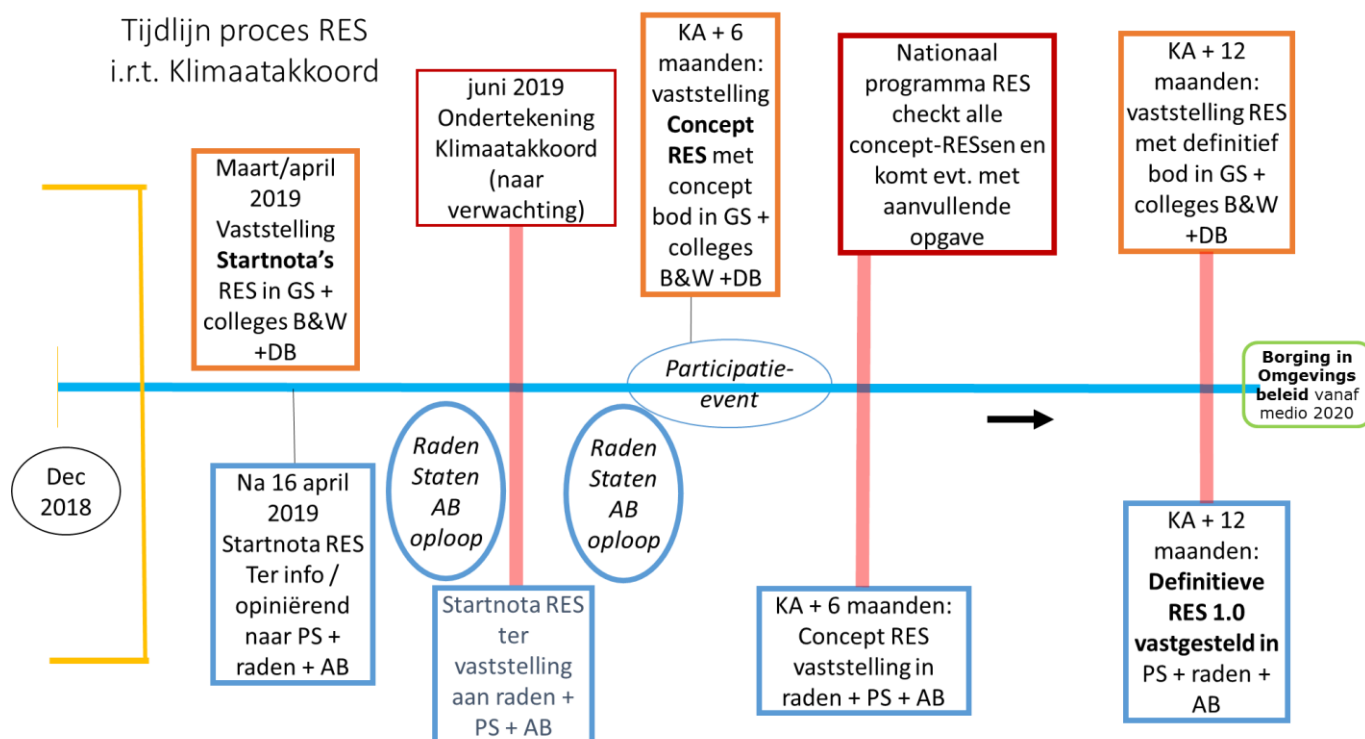 Tijdlijn proces RES
i.r.t. Klimaatakkoord
Dec
2018
Maart/april
2019
Vaststelling
Startnota’s
RES in GS +
colleges B&W
+DB
Na 16 april
2019
Startnota RES
Ter info /
opiniërend
naar PS +
raden + AB
juni 2019
Ondertekening
Klimaatakkoord
(naar
verwachting)
Raden
Staten
AB
oploop
Startnota RES
ter
vaststelling
aan raden +
PS + AB
Raden
Staten
AB
oploop
KA + 6
maanden:
vaststelling
Concept
RES met
concept
bod in GS +
colleges
B&W +DB
Participatie-
event
Nationaal
programma RES
checkt alle
concept-RESsen en
komt evt. met
aanvullende
opgave
KA + 6 maanden:
Concept RES
vaststelling in
raden + PS + AB
KA + 12
maanden:
vaststelling RES
met definitief
bod in GS +
colleges B&W
+DB
KA + 12
maanden:
Definitieve
RES 1.0
vastgesteld in
PS + raden +
AB
Borging in
Omgevings
beleid vanaf
medio 2020